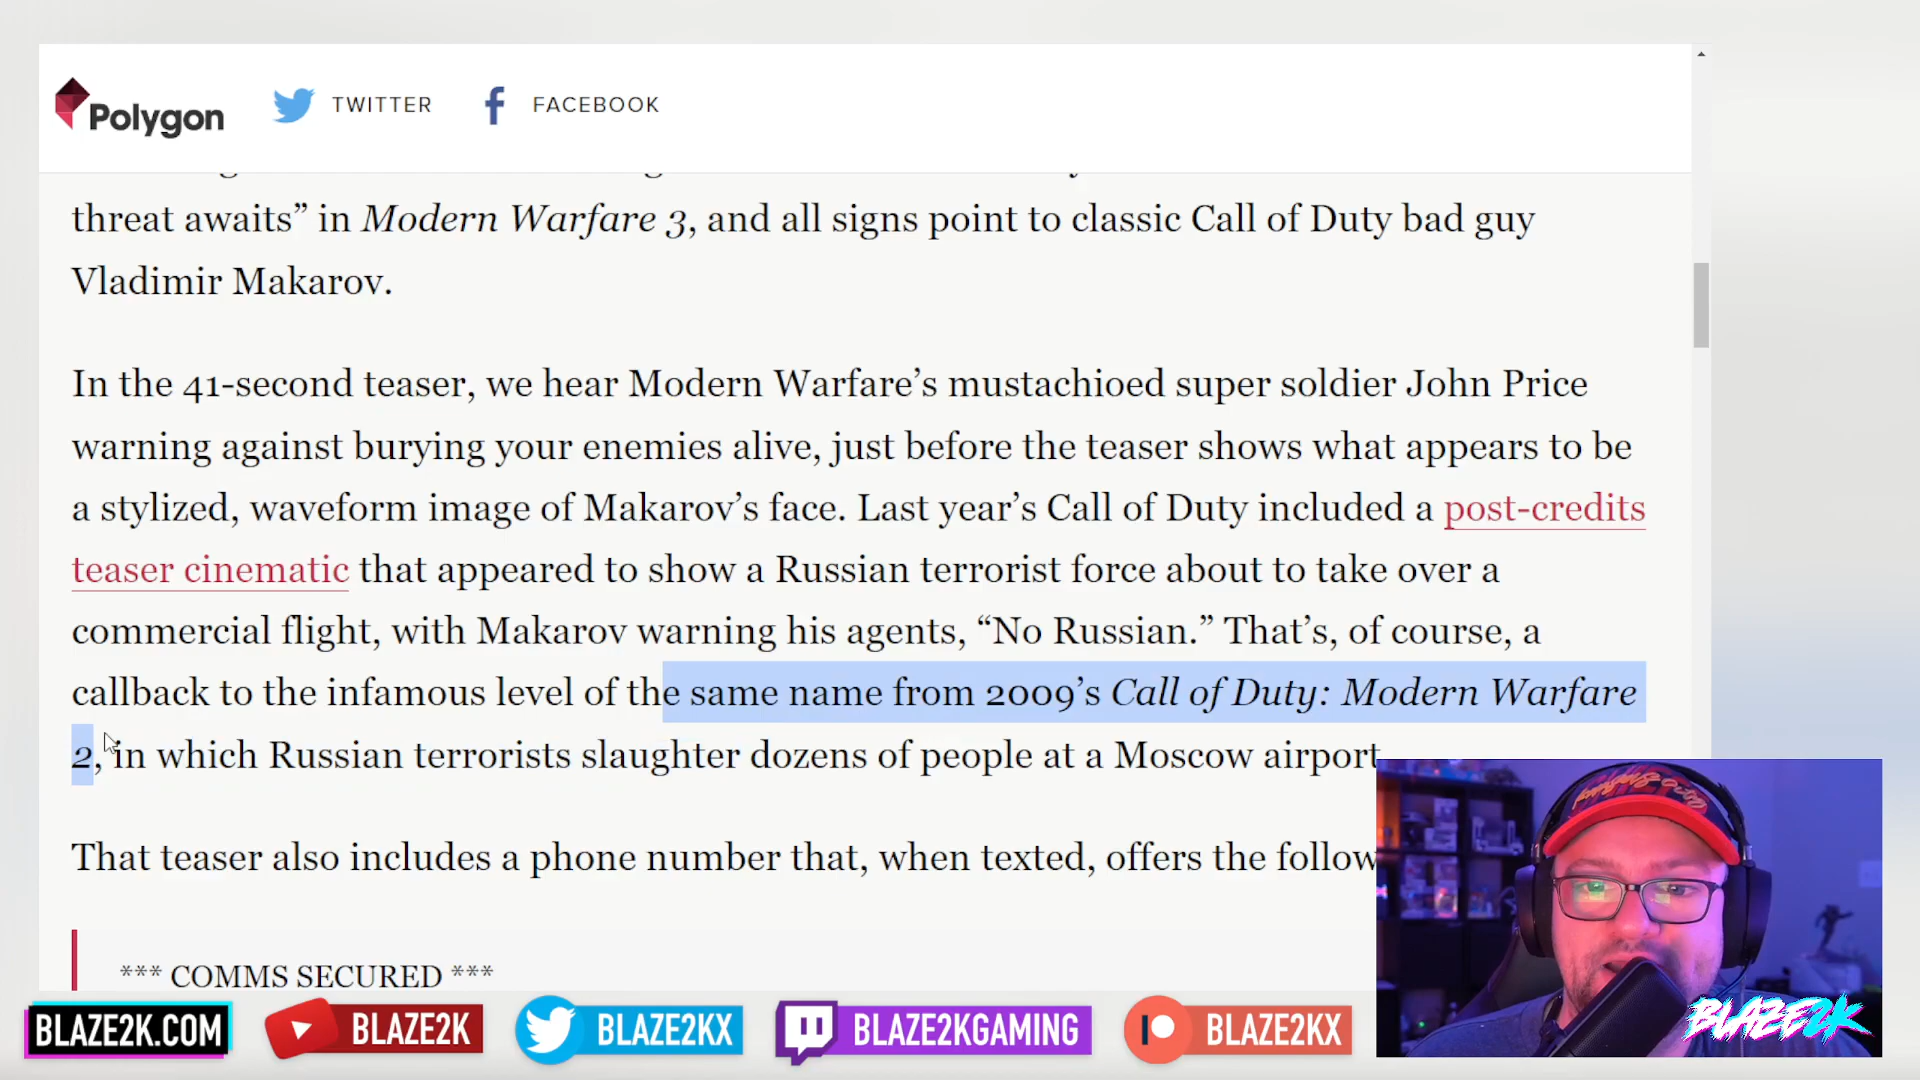 Polygon
TWITTER
FACEBOOK
threat awaits” in Modern Warfare 3, and all signs point to classic Call of Duty bad guy
Vladimir Makarov.
In the 41-second teaser, we hear Modern Warfare’s mustachioed super soldier John Price
warning against burying your enemies alive, just before the teaser shows what appears to be
a stylized, waveform image of Makarov’s face. Last year’s Call of Duty included a post-credits
teaser cinematic that appeared to show a Russian terrorist force about to take over a
commercial flight, with Makarov warning his agents, “No Russian.” That’s, of course, a
callback to the infamous level of the same name from 2009’s Call of Duty: Modern Warfare
2, in which Russian terrorists slaughter dozens of people at a Moscow airport
That teaser also includes a phone number that, when texted, offers the follow
*** COMMS SECURED ***
BLAZE2K.COM
BLAZE2K
BLAZE2KX
BLAZE2KGAMING
BLAZE2KX
BLAZE2K